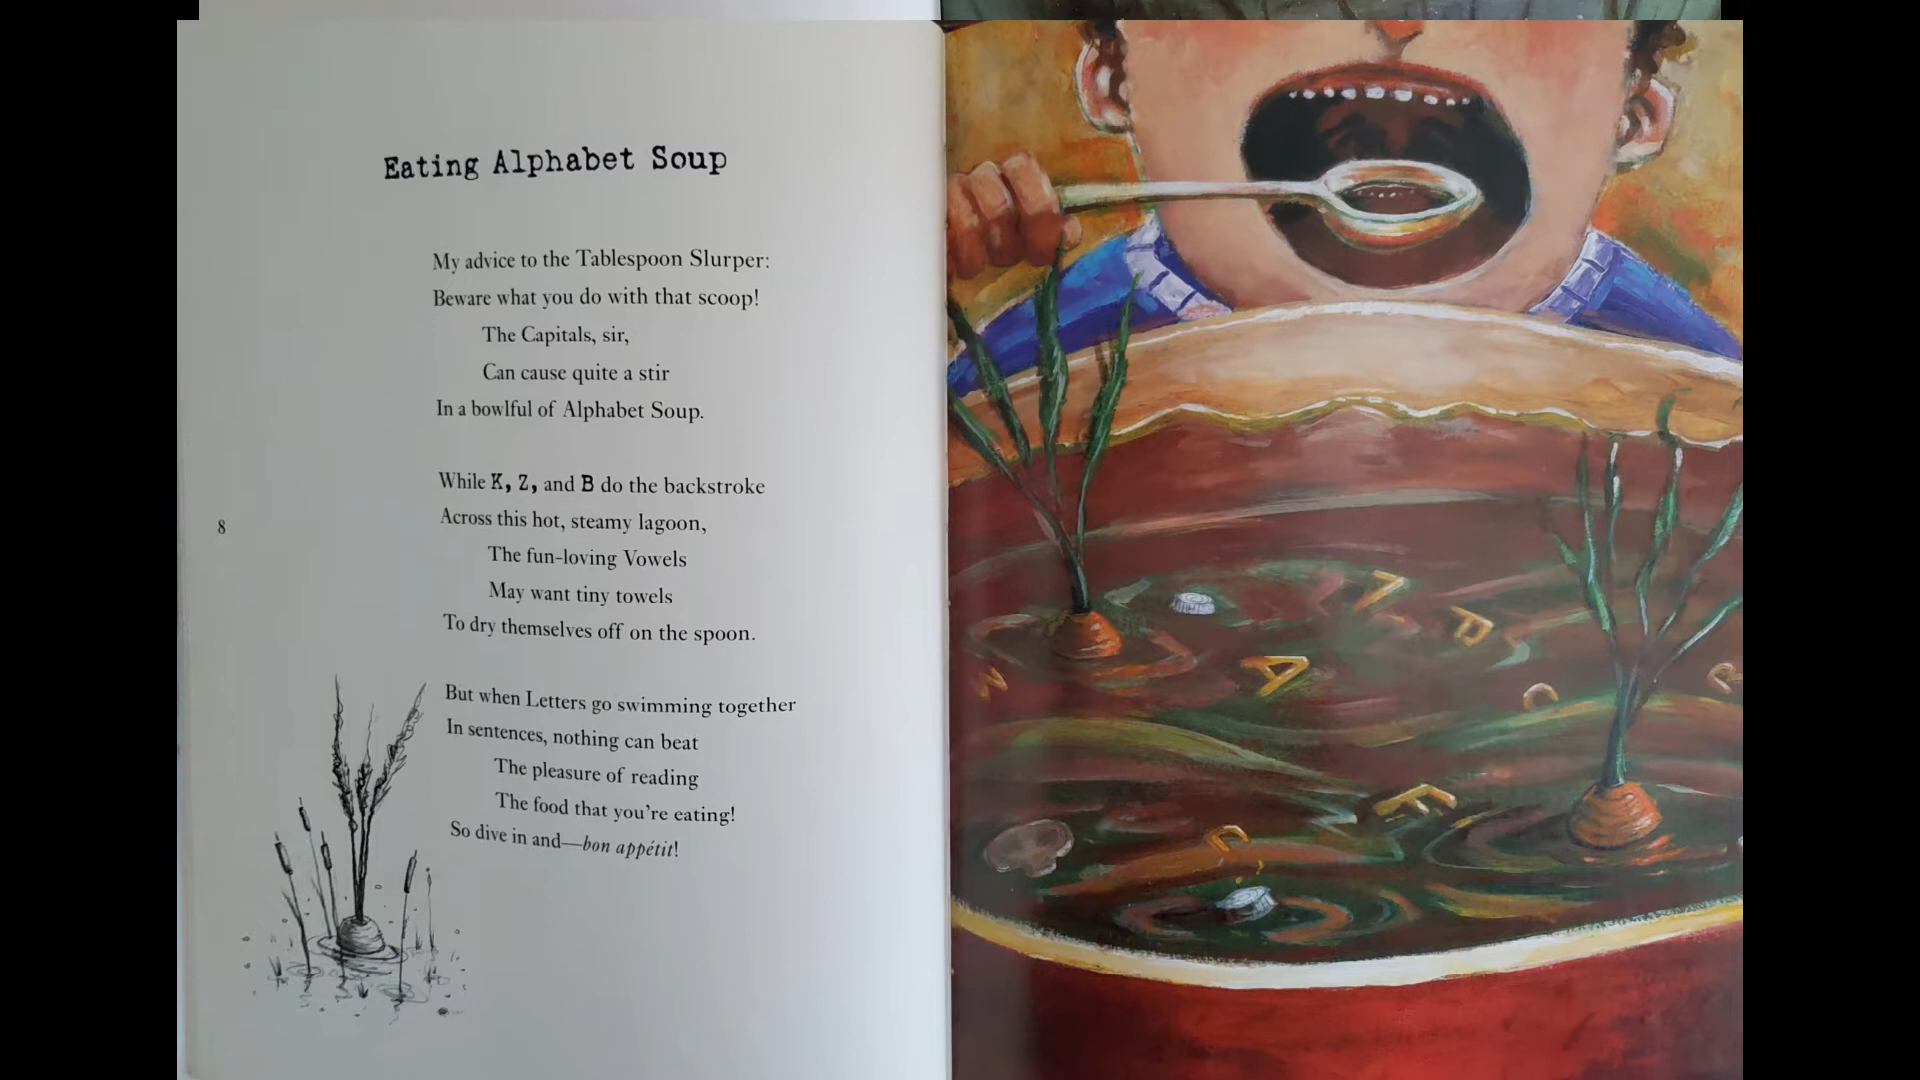 Eating Alphabet Soup
My advice to the Tablespoon Slurper:
Beware what you do with that scoop!
The Capitals, sir,
Can cause quite a stir
In a bowlful of Alphabet Soup.
While K, Z, and B do the backstroke
Across this hot, steamy lagoon,
The fun-loving Vowels
May want tiny towels
To dry themselves off on the spoon.
But when Letters go swimming together
In sentences, nothing can beat
The pleasure of reading
The food that you're eating!
So dive in and—bon appétit!
8